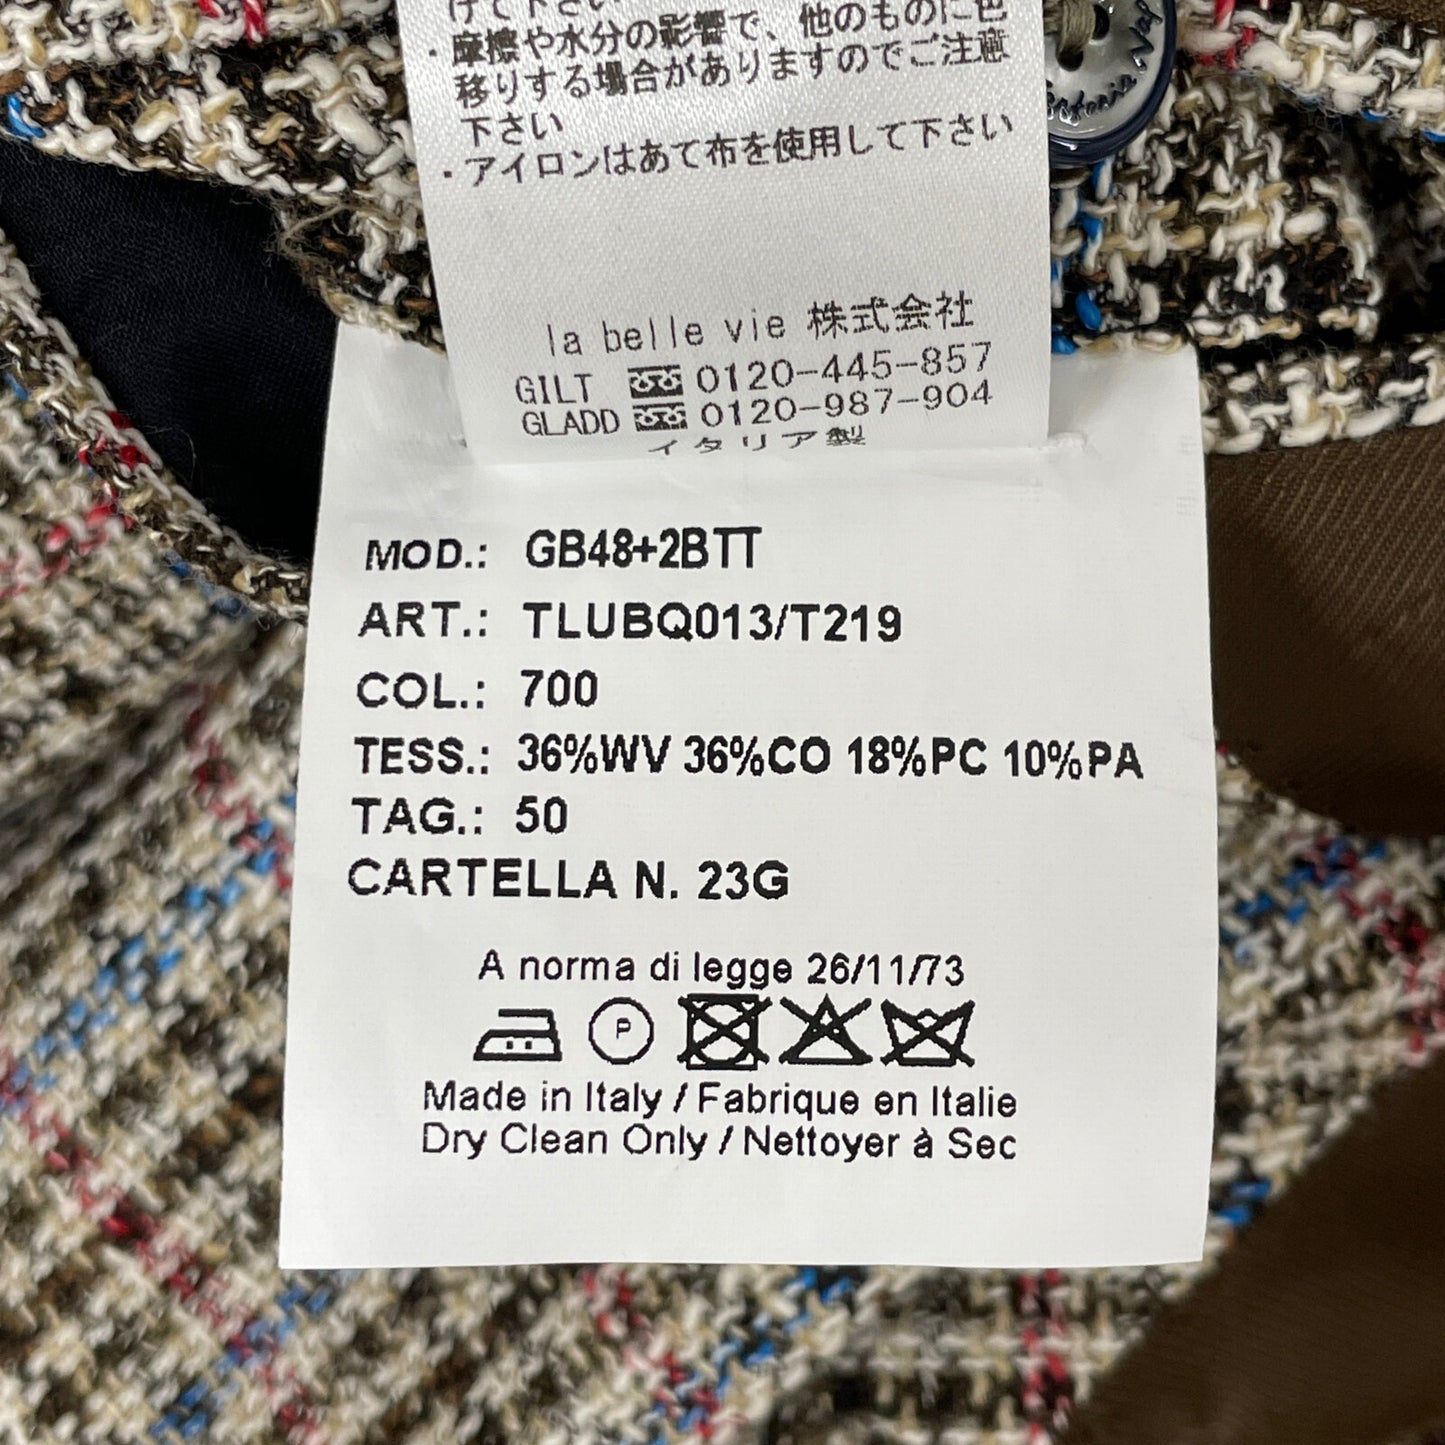 けて下さい
・摩擦や水分の影響で、他のものに色
移りする場合がありますのでご注意
下さい
・アイロンはあて布を使用して下さい
la belle vie 株式会社
GILT 0120-445-857
GLADD 0120-987-904
イタリア製
MOD.: GB48+2BTT
ART.: TLUBQ013/T219
COL.: 700
TESS.: 36%WV 36%CO 18%PC 10%PA
TAG.: 50
CARTELLA N. 23G
A norma di legge 26/11/73
P
Made in Italy / Fabrique en Italie
Dry Clean Only / Nettoyer à Sec